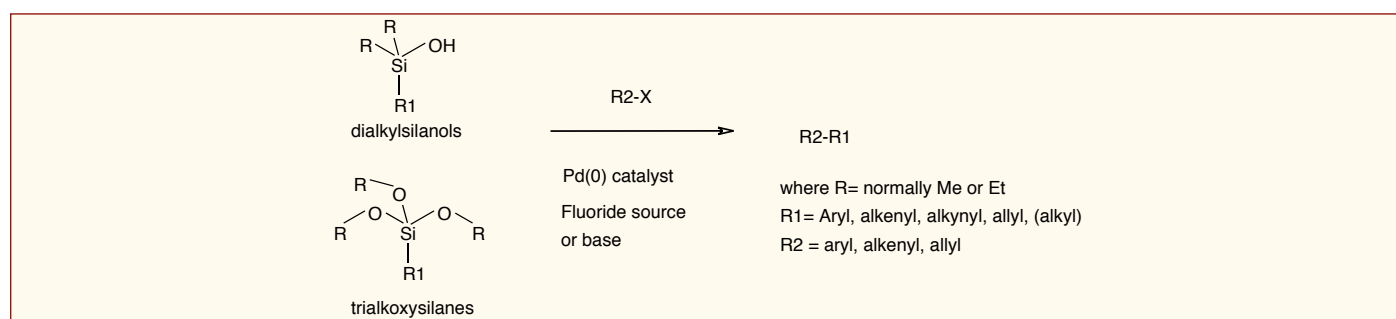 R
R
OH
Si
R1
dialkylsilanols
R
O
O
O
R
Si
R
R1
trialkoxysilanes
R2-X
Pd(0) catalyst
Fluoride source
or base
R2-R1
where R= normally Me or Et
R1= Aryl, alkenyl, alkynyl, allyl, (alkyl)
R2 = aryl, alkenyl, allyl